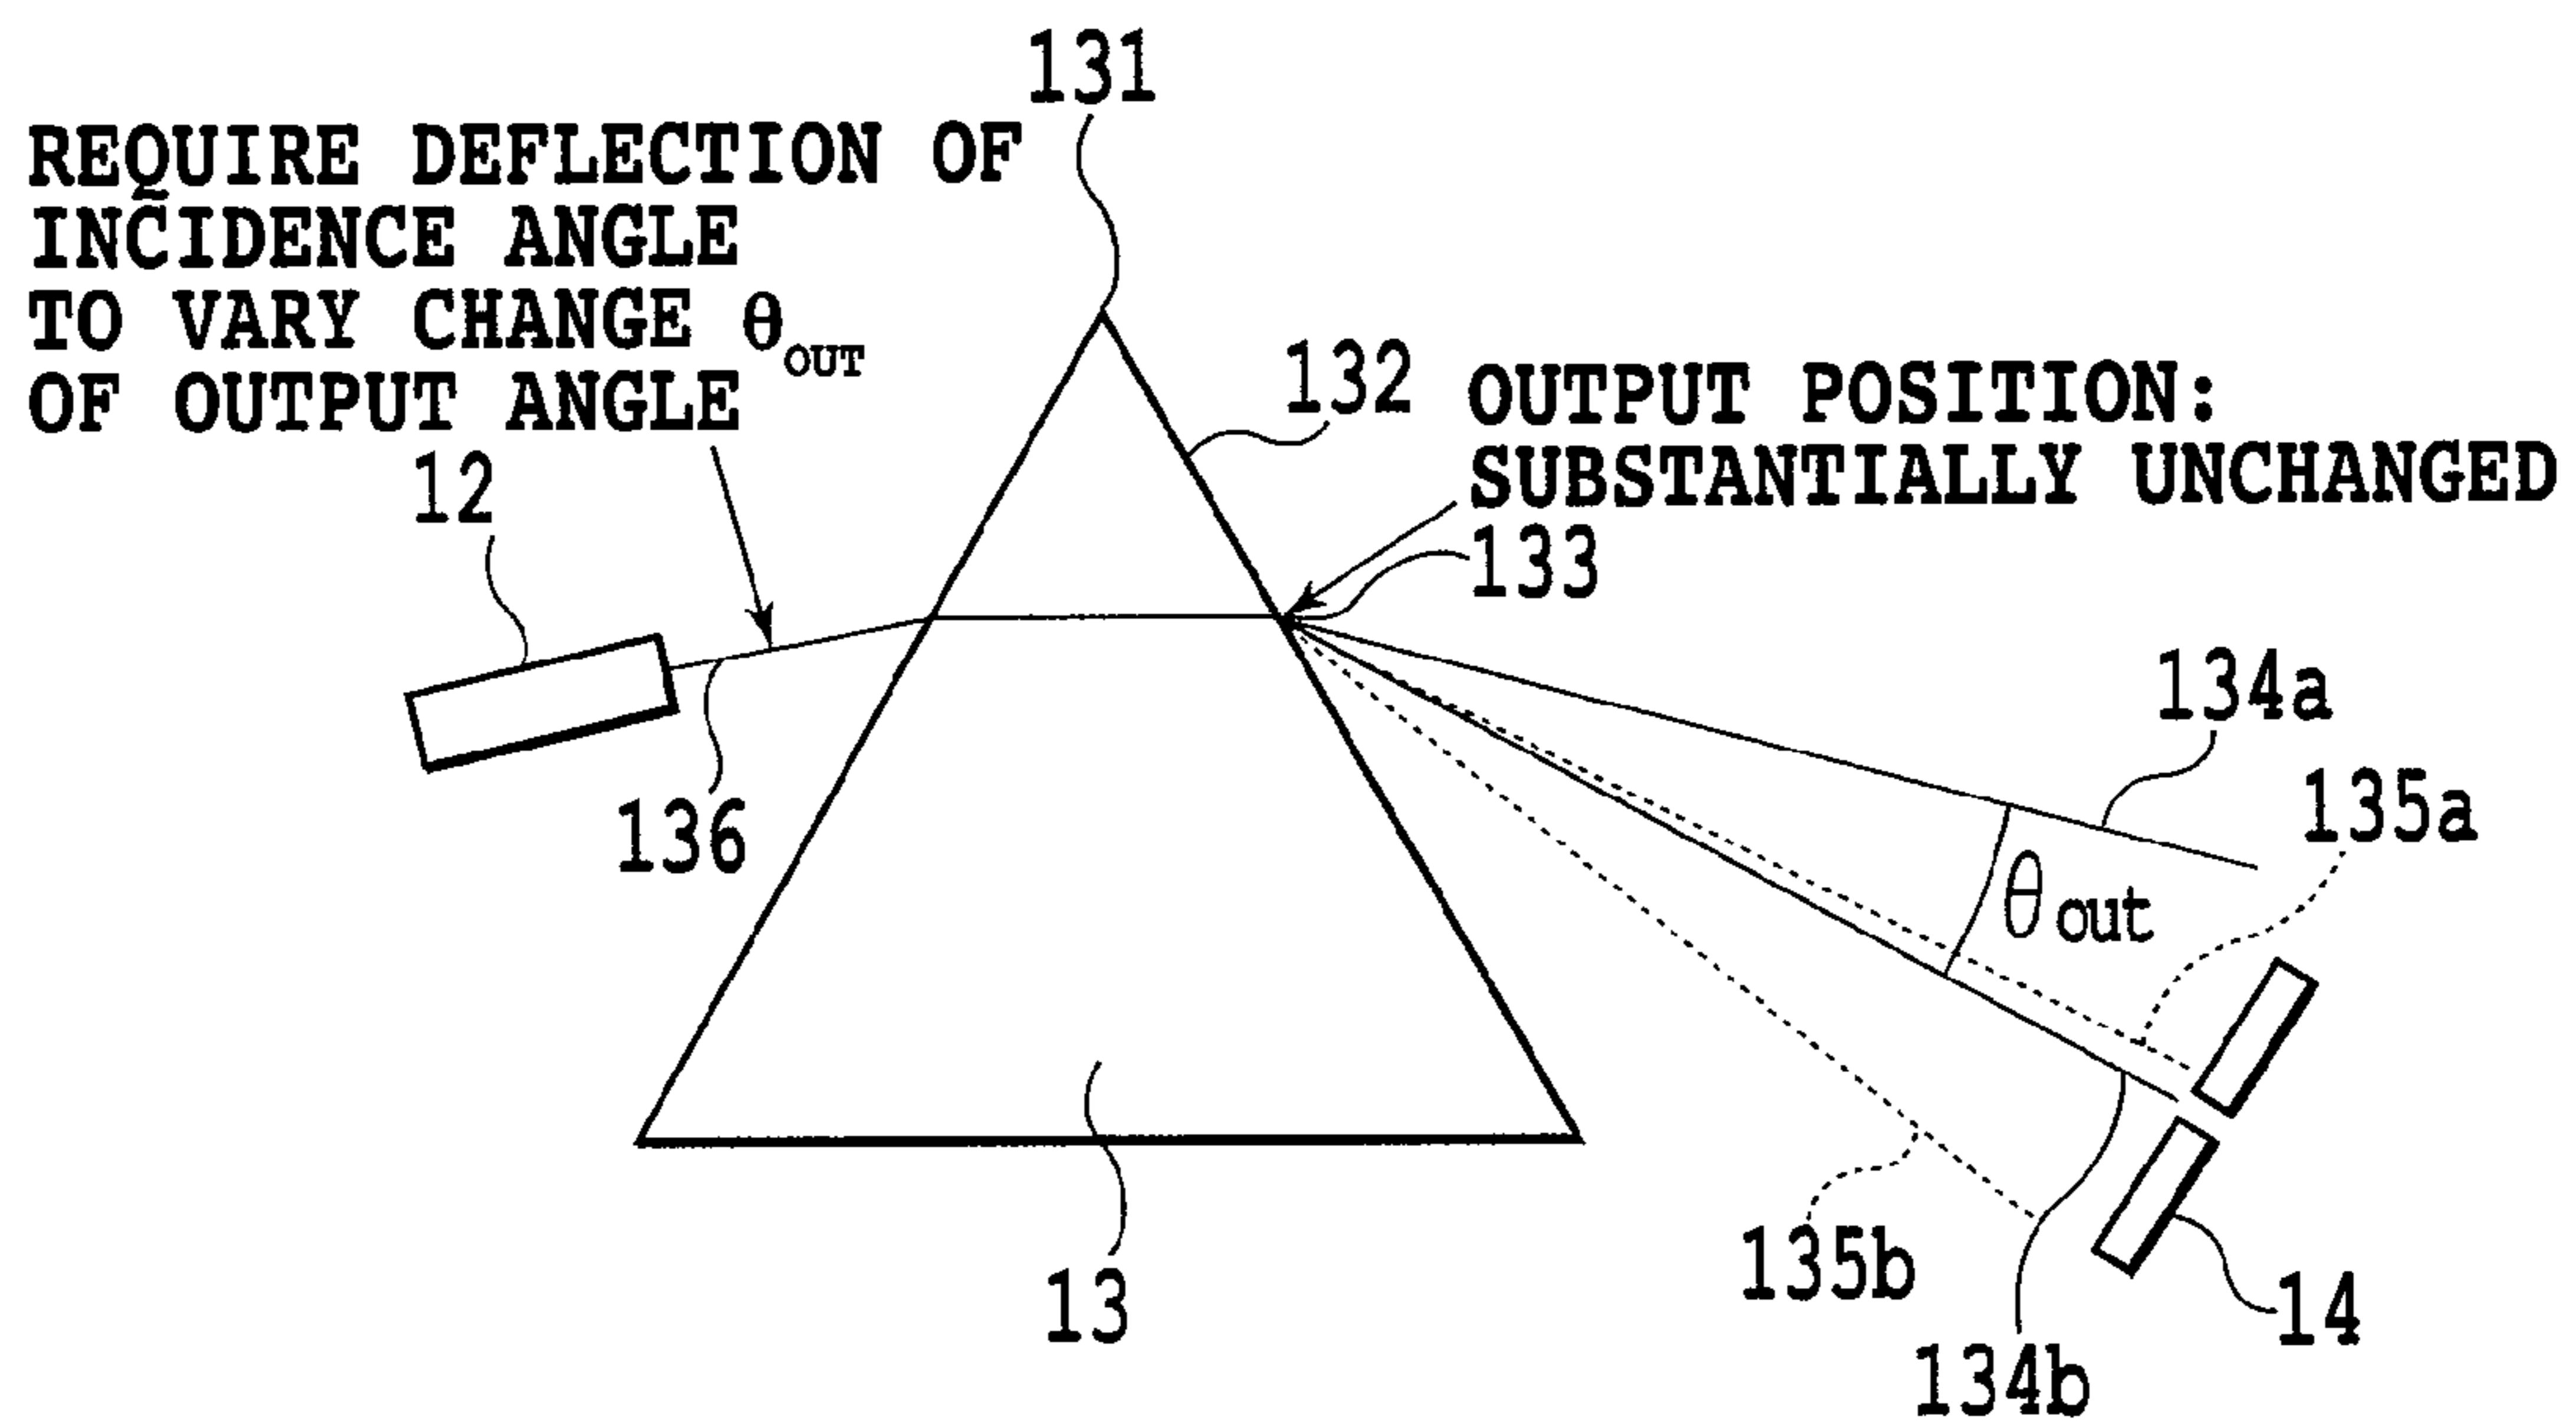 131
REQUIRE DEFLECTION OF
INCIDENCE ANGLE
TO VARY CHANGE θOUT
OF OUTPUT ANGLE
132
OUTPUT POSITION:
SUBSTANTIALLY UNCHANGED
12
133
134a
135a
136
θout
135b
13
14
134b